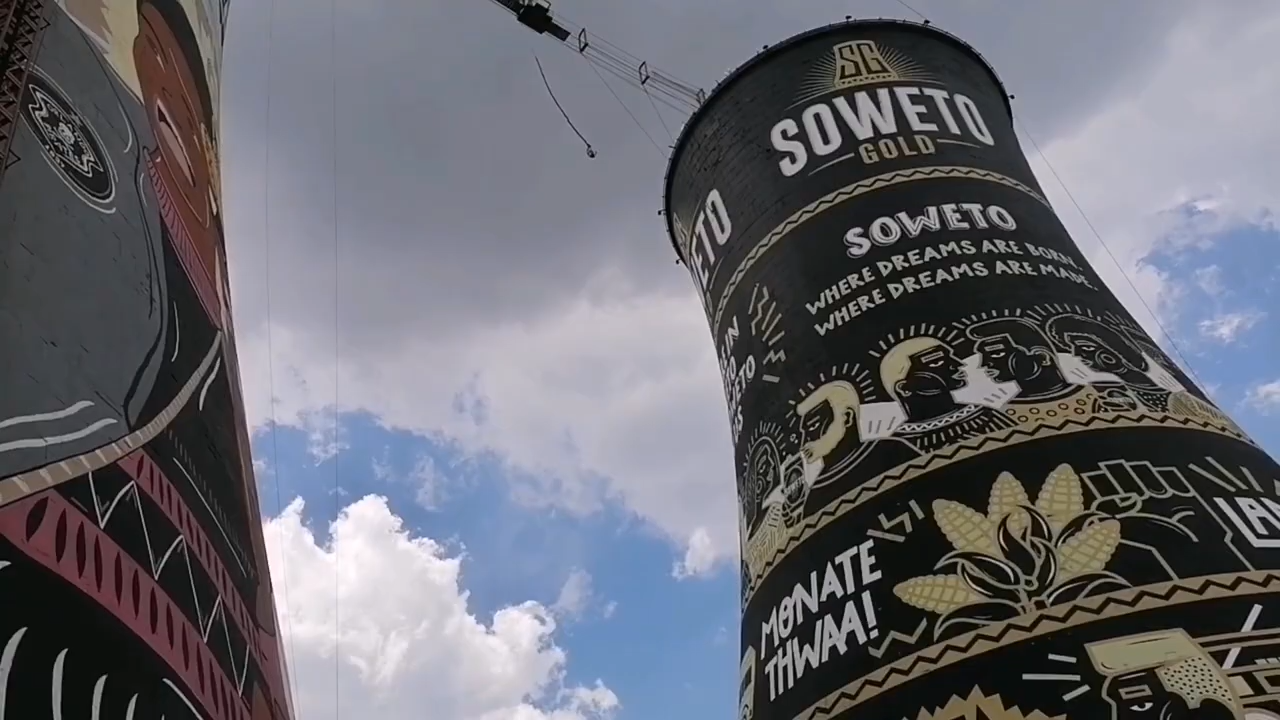 SG
SOWETO
GOLD
SOWETO
WHERE DREAMS ARE BORN.
WHERE DREAMS ARE MADE.
MONATE
THWAA!